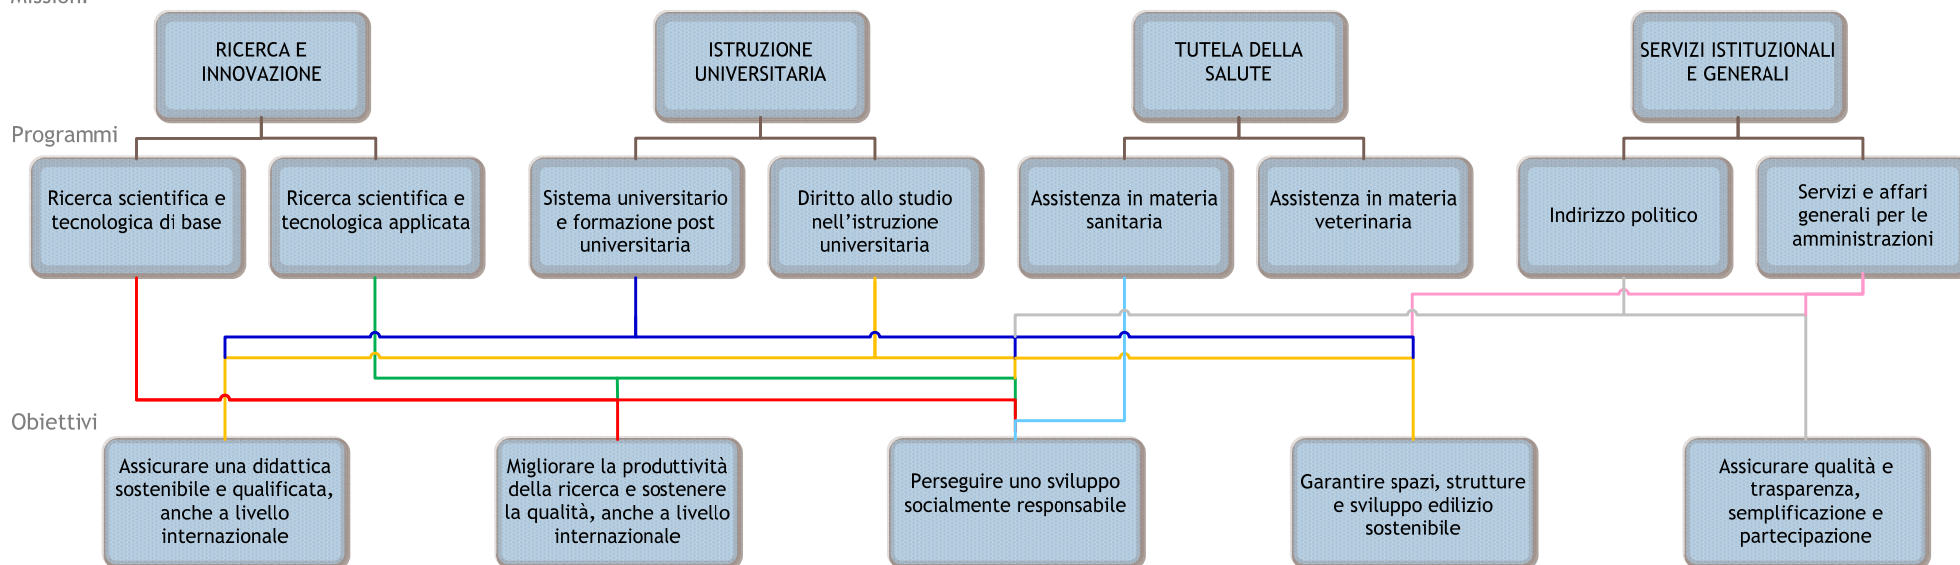 Missioni
RICERCA E
INNOVAZIONE
ISTRUZIONE
UNIVERSITARIA
TUTELA DELLA
SALUTE
SERVIZI ISTITUZIONALI
E GENERALI
Programmi
Ricerca scientifica e
tecnologica di base
Ricerca scientifica e
tecnologica applicata
Sistema universitario
e formazione post
universitaria
Diritto allo studio
nell’istruzione
universitaria
Assistenza in materia
sanitaria
Assistenza in materia
veterinaria
Indirizzo politico
Servizi e affari
generali per le
amministrazioni
Obiettivi
Assicurare una didattica
sostenibile e qualificata,
anche a livello
internazionale
Migliorare la produttività
della ricerca e sostenere
la qualità, anche a livello
internazionale
Perseguire uno sviluppo
socialmente responsabile
Garantire spazi, strutture
e sviluppo edilizio
sostenibile
Assicurare qualità e
trasparenza,
semplificazione e
partecipazione